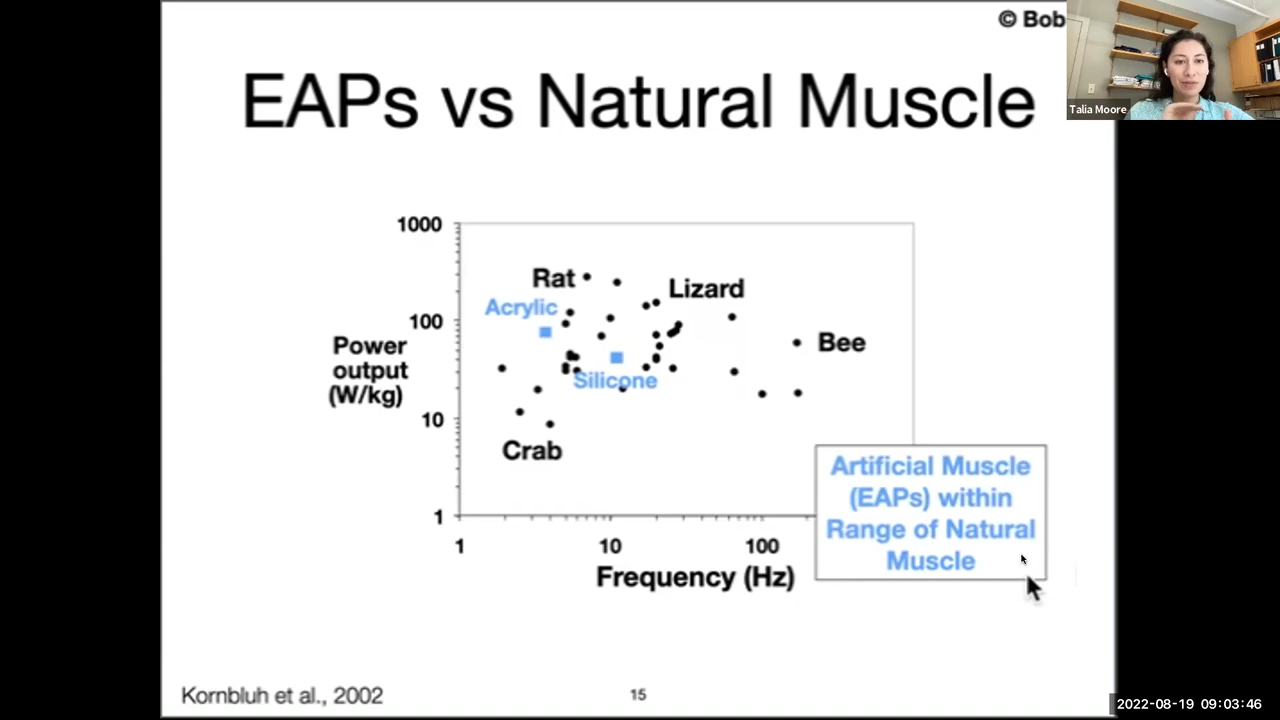 © Bob
Talia Moore
EAPs vs Natural Muscle
1000
Rat
Lizard
Acrylic
100
Power
output
(W/kg)
Bee
Silicone
10
Crab
Artificial Muscle
(EAPs) within
Range of Natural
Muscle
1
1
10
100
Frequency (Hz)
Kornbluh et al., 2002
15
2022-08-19 09:03:46